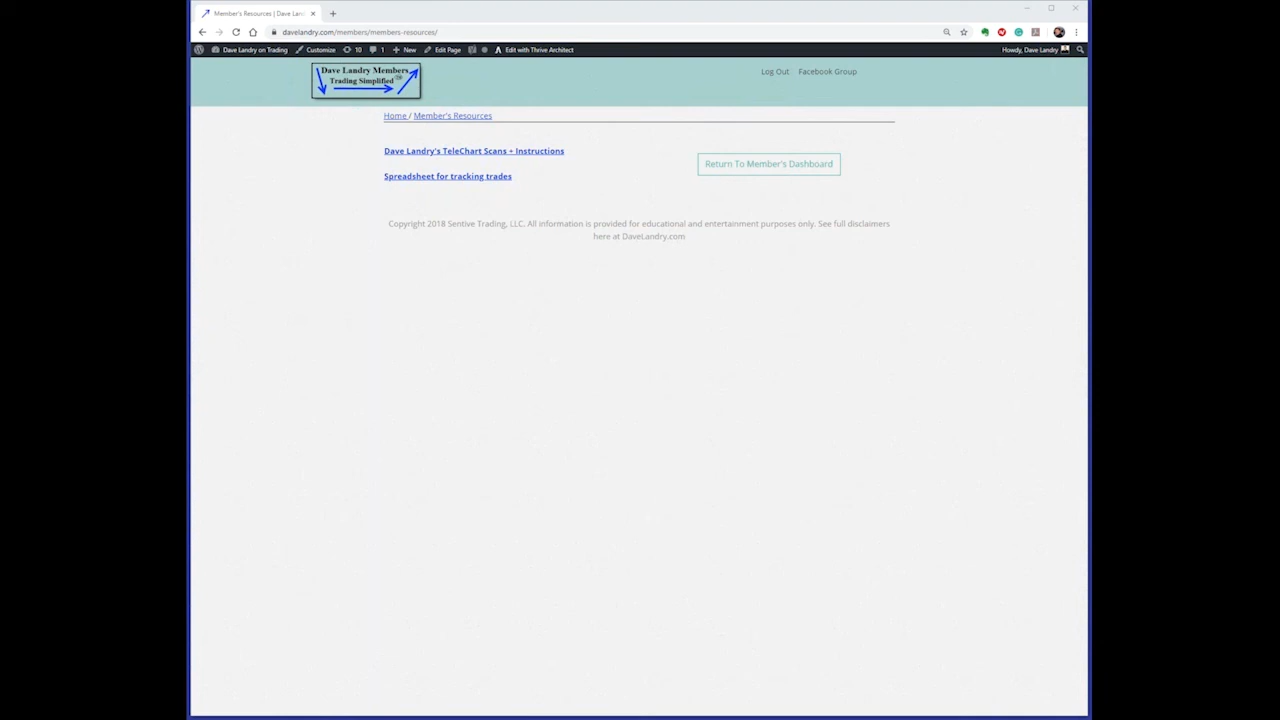 Member's Resources | Dave Land
davelandry.com/members/members-resources/
Dave Landry on Trading Customize 10 1 New Edit Page Edit with Thrive Architect Howdy, Dave Landry
Dave Landry Members
Trading Simplified
Log Out Facebook Group
Home / Member's Resources
Dave Landry's TeleChart Scans + Instructions
Return To Member's Dashboard
Spreadsheet for tracking trades
Copyright 2018 Sentive Trading, LLC. All information is provided for educational and entertainment purposes only. See full disclaimers
here at DaveLandry.com